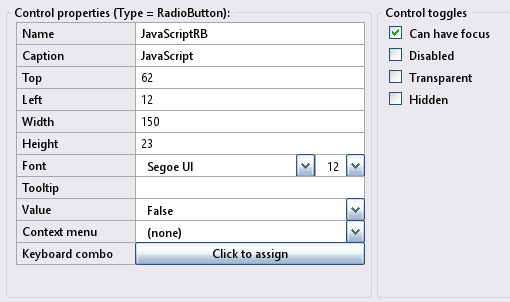 Control properties (Type = RadioButton):
Name JavaScriptRB
Caption JavaScript
Top 62
Left 12
Width 150
Height 23
Font Segoe UI 12
Tooltip
Value False
Context menu (none)
Keyboard combo Click to assign
Control toggles
Can have focus
Disabled
Transparent
Hidden